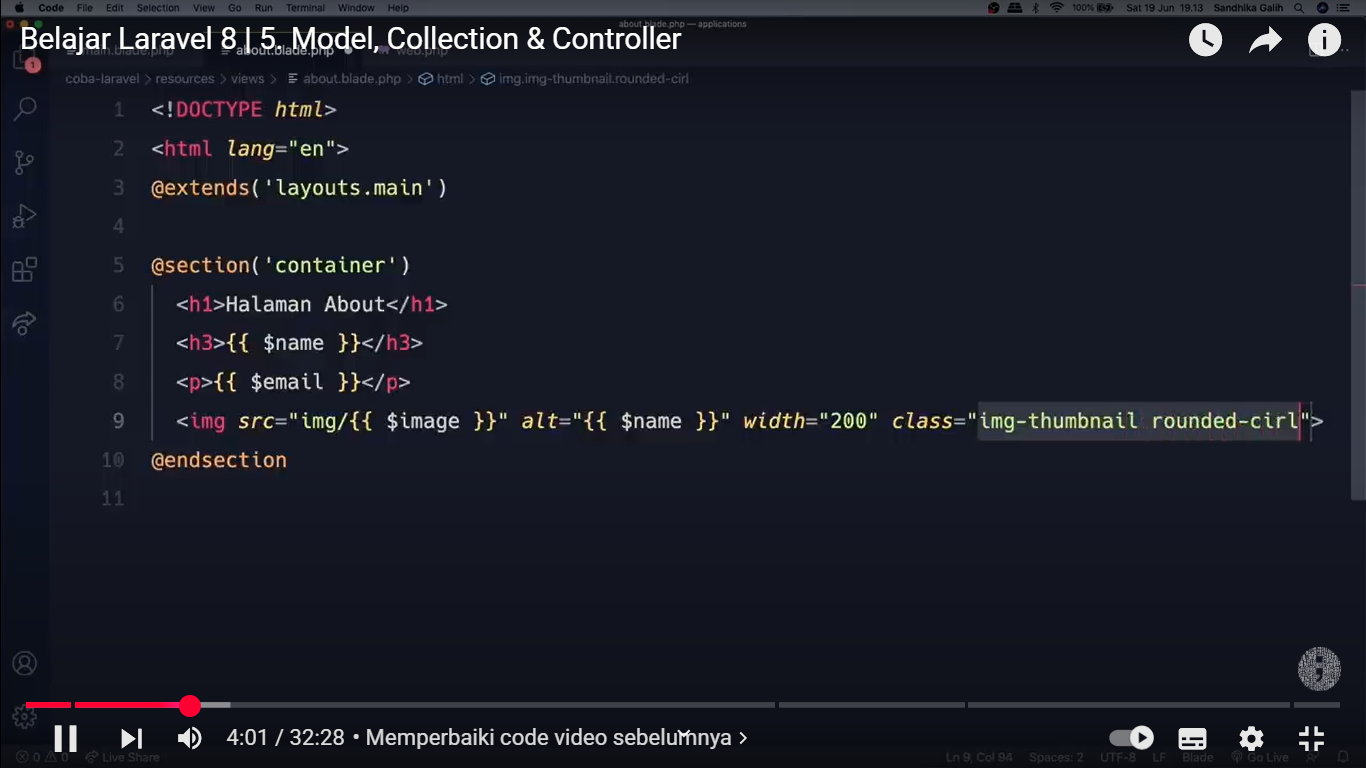 Code File Edit Selection View Go Run Terminal Window Help 100% Sat 19 Jun 19.13 Sandhika Galih
about.blade.php — applications
Belajar Laravel 8 | 5. Model, Collection & Controller
main.blade.php about.blade.php web.php
1
coba-laravel > resources > views > about.blade.php > html > img.img-thumbnail.rounded-cirl
1 <!DOCTYPE html>
2 <html lang="en">
3 @extends('layouts.main')
4
5 @section('container')
6 <h1>Halaman About</h1>
7 <h3>{{ $name }}</h3>
8 <p>{{ $email }}</p>
9 <img src="img/{{ $image }}" alt="{{ $name }}" width="200" class="img-thumbnail rounded-cirl">
10 @endsection
11
4:01 / 32:28 • Memperbaiki code video sebelumnya >
0 0 Live Share Ln 9, Col 94 Spaces: 2 UTF-8 LF Blade Go Live